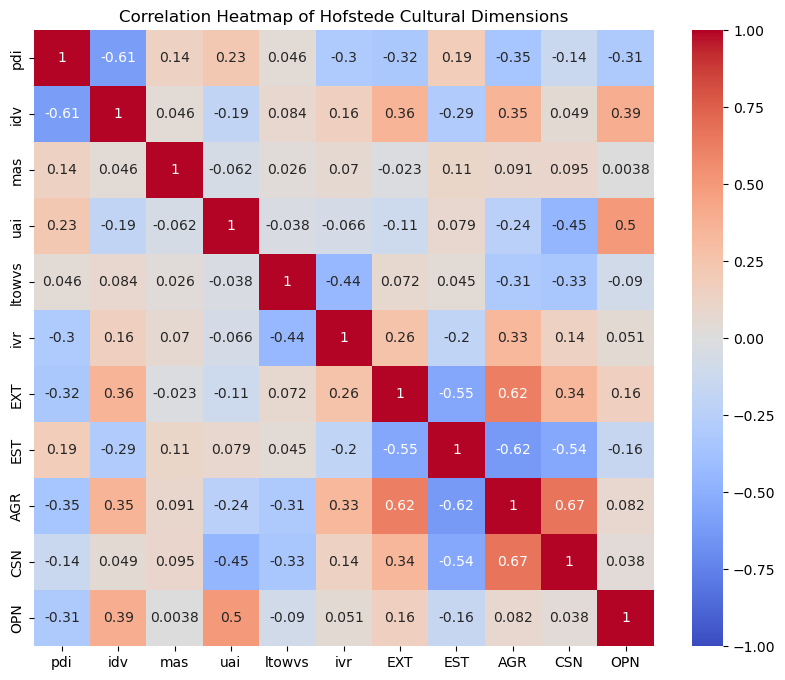 Correlation Heatmap of Hofstede Cultural Dimensions
pdi 1 -0.61 0.14 0.23 0.046 -0.3 -0.32 0.19 -0.35 -0.14 -0.31
idv -0.61 1 0.046 -0.19 0.084 0.16 0.36 -0.29 0.35 0.049 0.39
mas 0.14 0.046 1 -0.062 0.026 0.07 -0.023 0.11 0.091 0.095 0.0038
uai 0.23 -0.19 -0.062 1 -0.038 -0.066 -0.11 0.079 -0.24 -0.45 0.5
ltowvs 0.046 0.084 0.026 -0.038 1 -0.44 0.072 0.045 -0.31 -0.33 -0.09
ivr -0.3 0.16 0.07 -0.066 -0.44 1 0.26 -0.2 0.33 0.14 0.051
EXT -0.32 0.36 -0.023 -0.11 0.072 0.26 1 -0.55 0.62 0.34 0.16
EST 0.19 -0.29 0.11 0.079 0.045 -0.2 -0.55 1 -0.62 -0.54 -0.16
AGR -0.35 0.35 0.091 -0.24 -0.31 0.33 0.62 -0.62 1 0.67 0.082
CSN -0.14 0.049 0.095 -0.45 -0.33 0.14 0.34 -0.54 0.67 1 0.038
OPN -0.31 0.39 0.0038 0.5 -0.09 0.051 0.16 -0.16 0.082 0.038 1
pdi idv mas uai ltowvs ivr EXT EST AGR CSN OPN
1.00
0.75
0.50
0.25
0.00
−0.25
−0.50
−0.75
−1.00